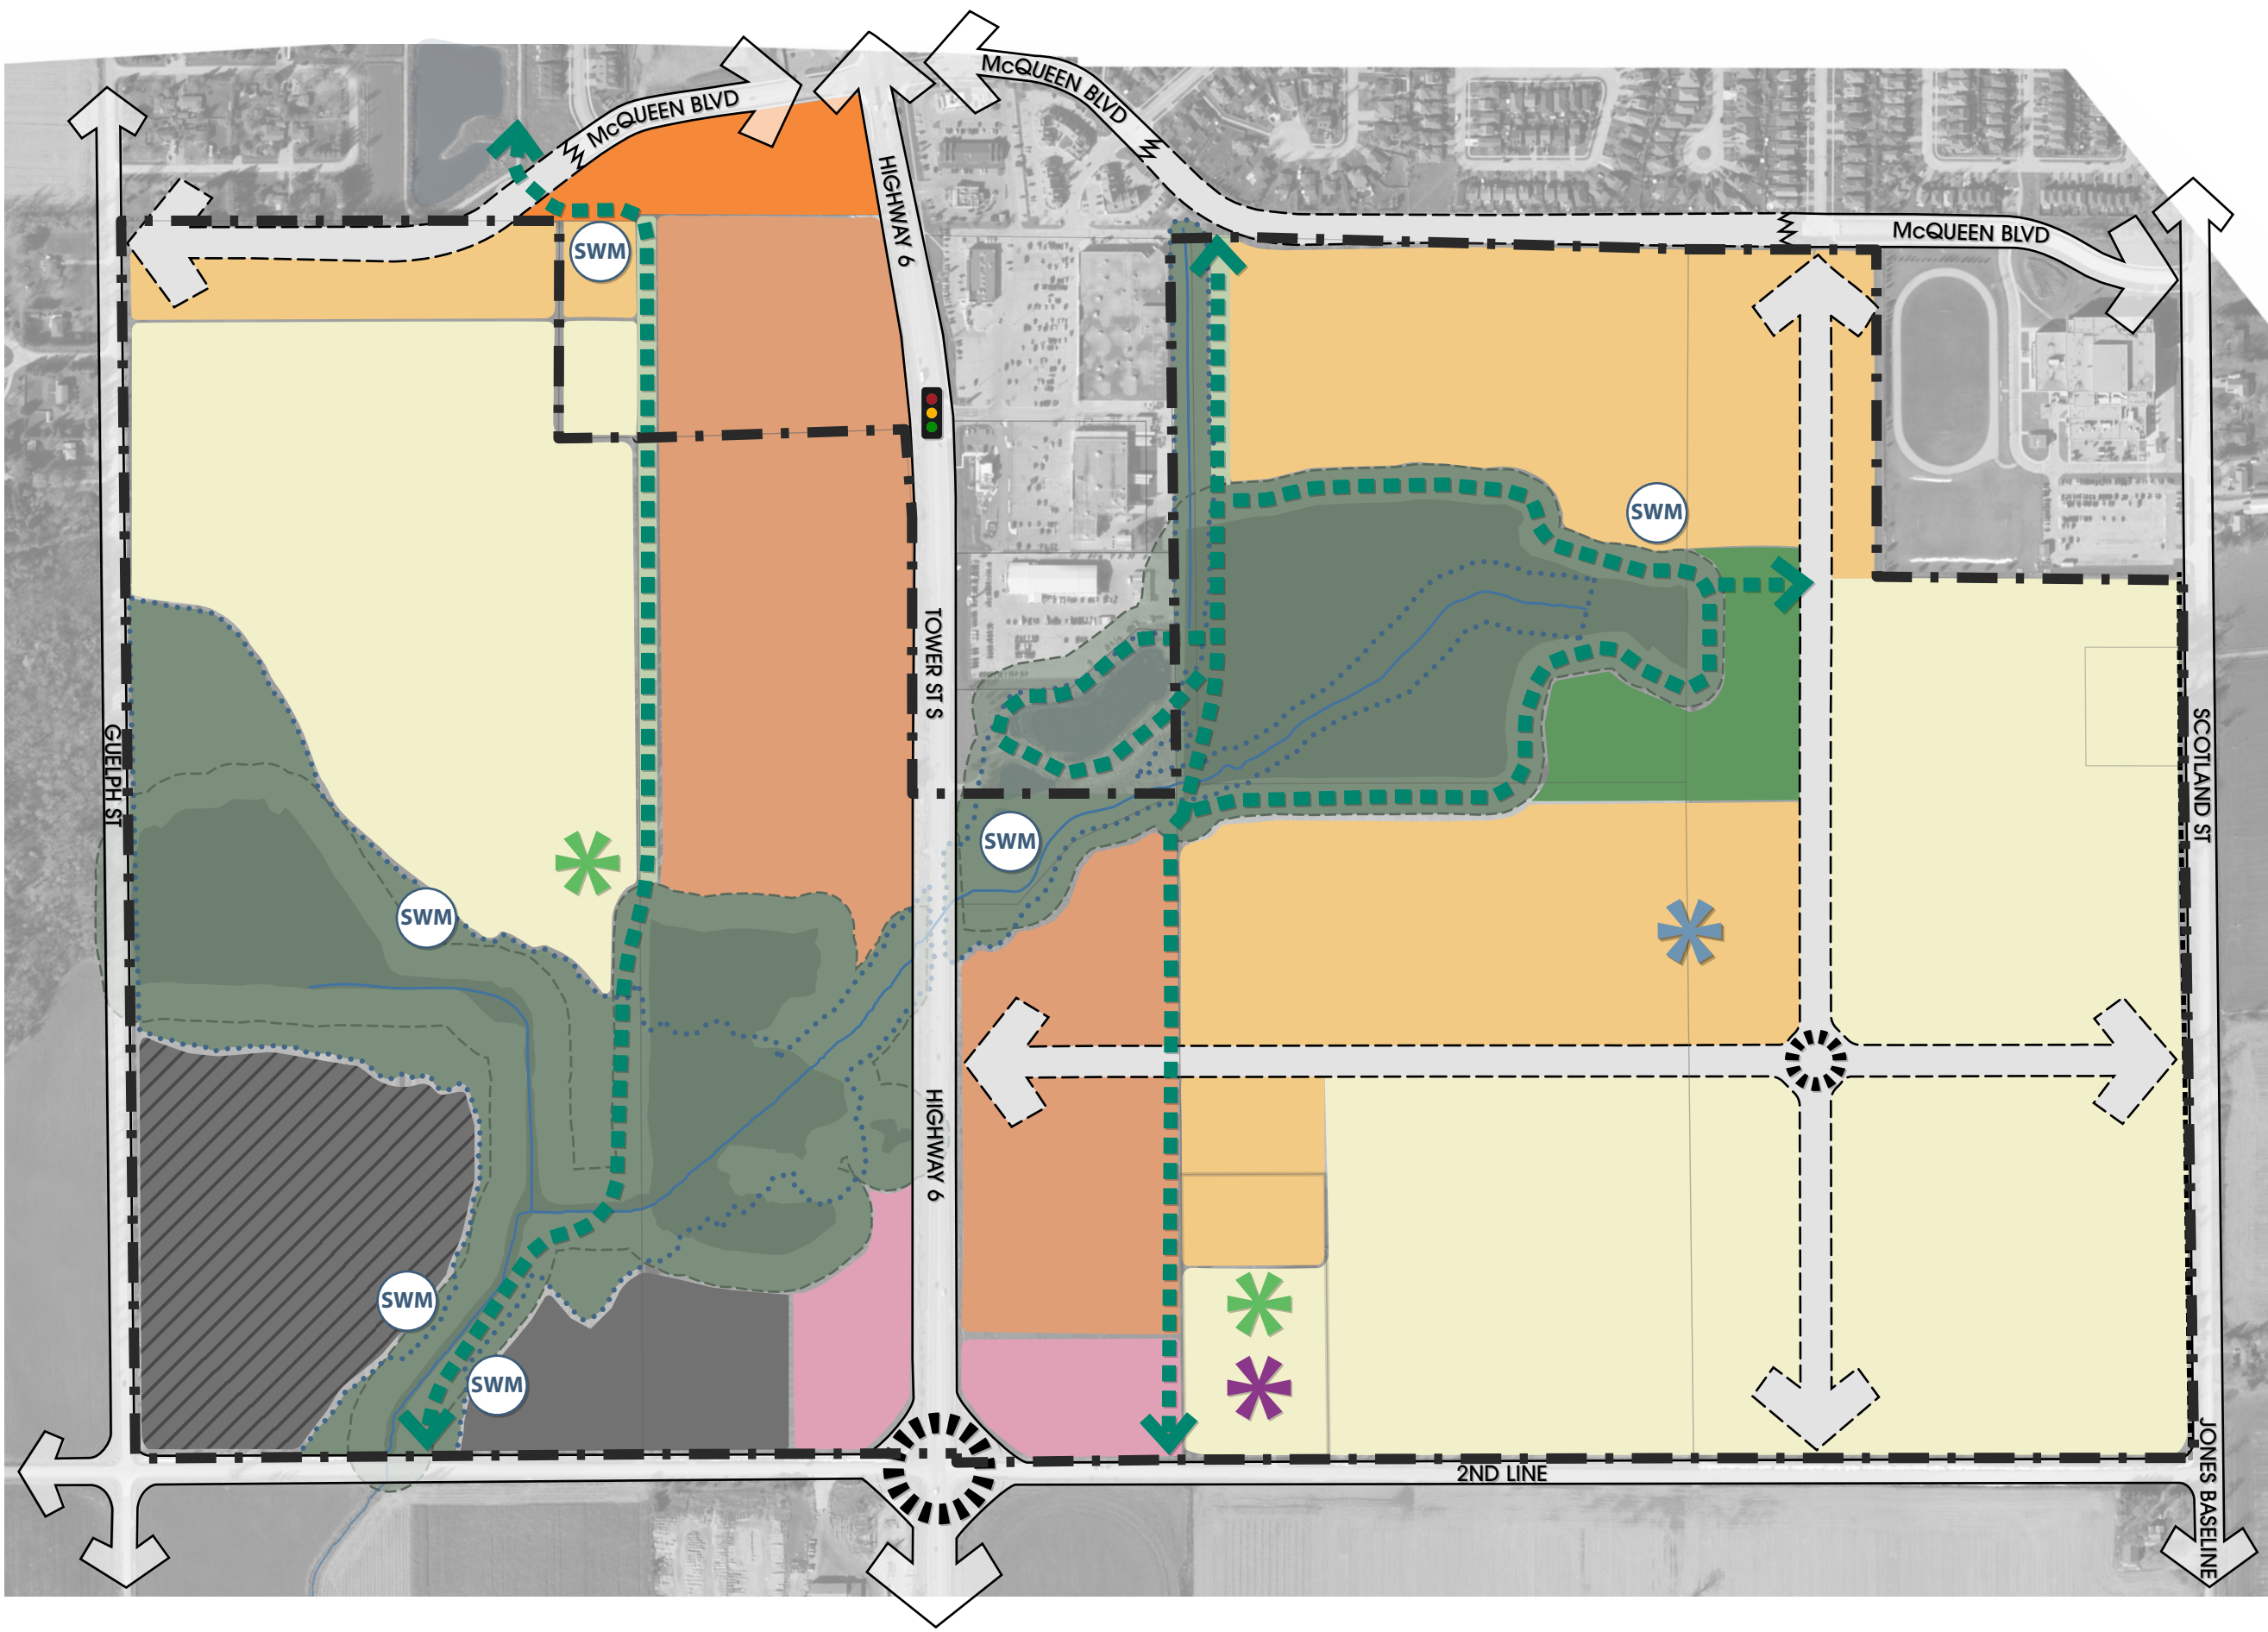 McQUEEN BLVD
McQUEEN BLVD
HIGHWAY 6
McQUEEN BLVD
SWM
SWM
TOWER ST S
GUELPH ST
SCOTLAND ST
SWM
SWM
HIGHWAY 6
SWM
SWM
2ND LINE
JONES BASELINE